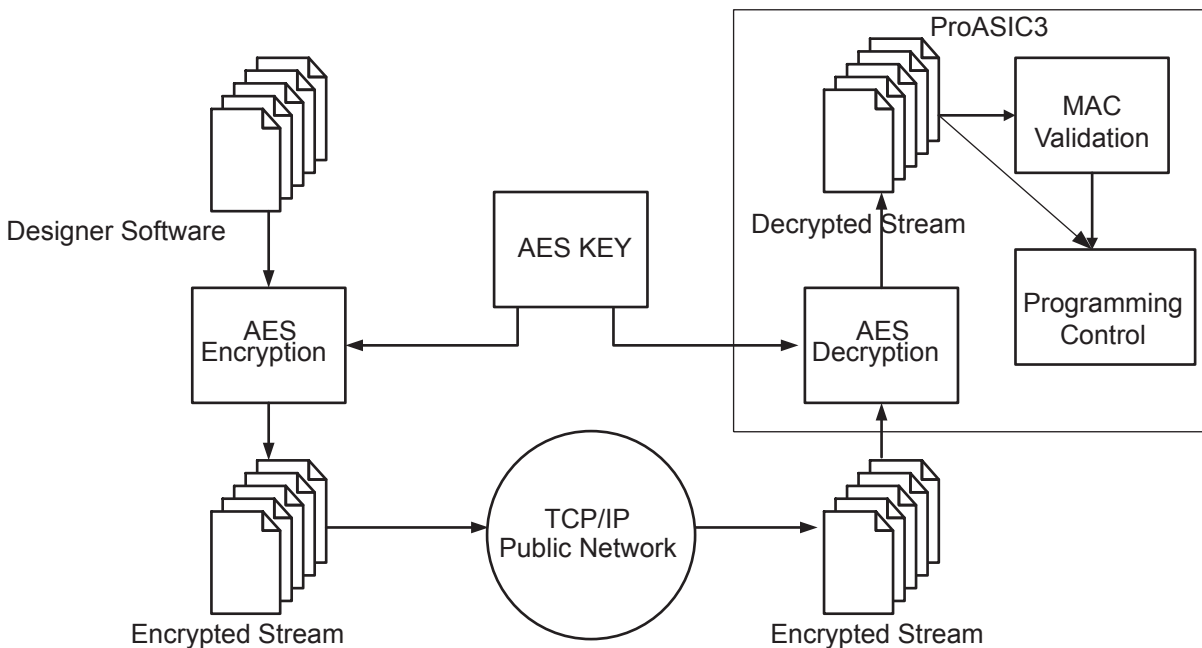 ProASIC3
MAC
Validation
Designer Software
AES KEY
Decrypted Stream
AES
Encryption
AES
Decryption
Programming
Control
TCP/IP
Public Network
Encrypted Stream
Encrypted Stream